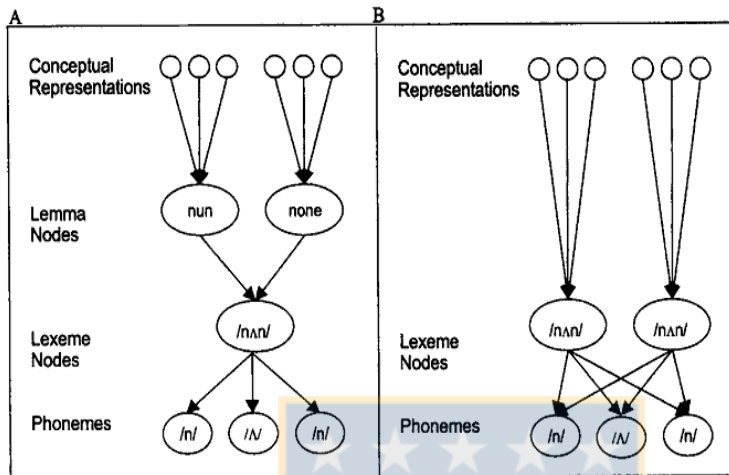 A
B
Conceptual
Representations
Conceptual
Representations
Lemma
Nodes
nun
none
Lexeme
Nodes
/nʌn/
Lexeme
Nodes
/nʌn/
/nʌn/
Phonemes
/n/
/ʌ/
/n/
Phonemes
/n/
/ʌ/
/n/